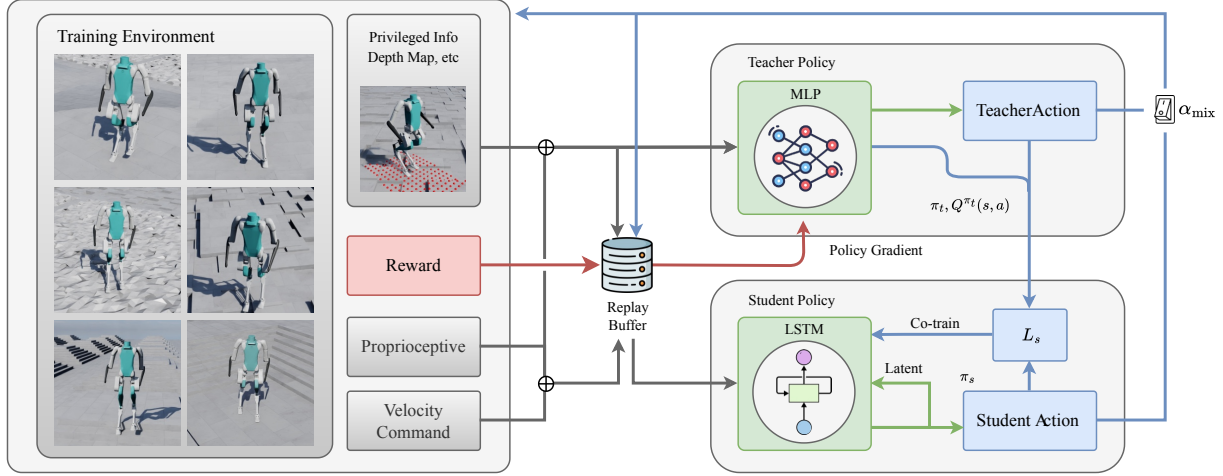 Training Environment
Privileged Info
Depth Map, etc
Reward
Proprioceptive
Velocity
Command
Replay
Buffer
Teacher Policy
MLP
TeacherAction
α_mix
π_t, Q^{π_t}(s, a)
Policy Gradient
Student Policy
LSTM
Co-train
L_s
Latent
π_s
Student Action